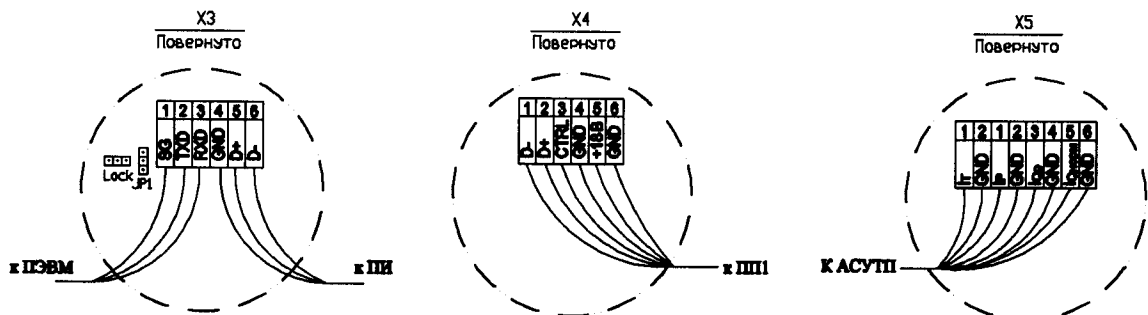 X3
Повернуто
1 2 3 4 5 6
SG TXD RXD GND D+ D-
Lock
JP1
к ПЭВМ
к ПИ
X4
Повернуто
1 2 3 4 5 6
D- D+ CTRL GND +18В GND
к ПП1
X5
Повернуто
1 2 1 2 3 4 5 6
GND GND GND GND
К АСУТП